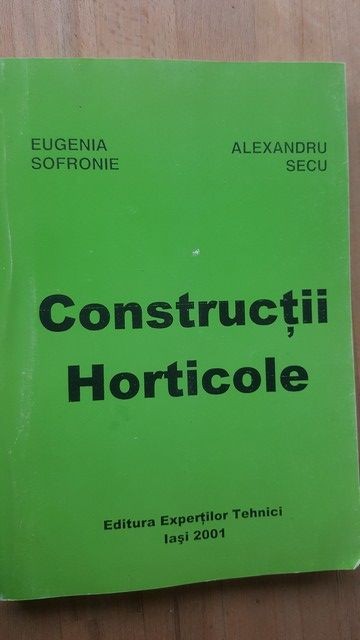 EUGENIA
SOFRONIE
ALEXANDRU
SECU
Construcții
Horticole
Editura Experților Tehnici
Iași 2001